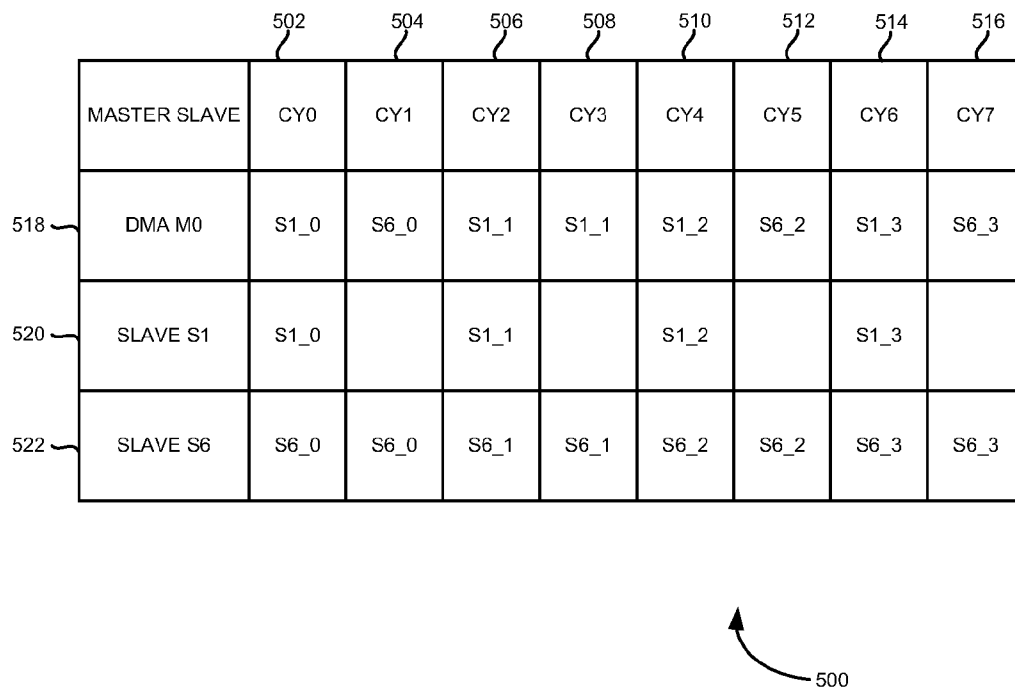 502 504 506 508 510 512 514 516
MASTER SLAVE CY0 CY1 CY2 CY3 CY4 CY5 CY6 CY7
518 DMA M0 S1_0 S6_0 S1_1 S1_1 S1_2 S6_2 S1_3 S6_3
520 SLAVE S1 S1_0 S1_1 S1_2 S1_3
522 SLAVE S6 S6_0 S6_0 S6_1 S6_1 S6_2 S6_2 S6_3 S6_3
500